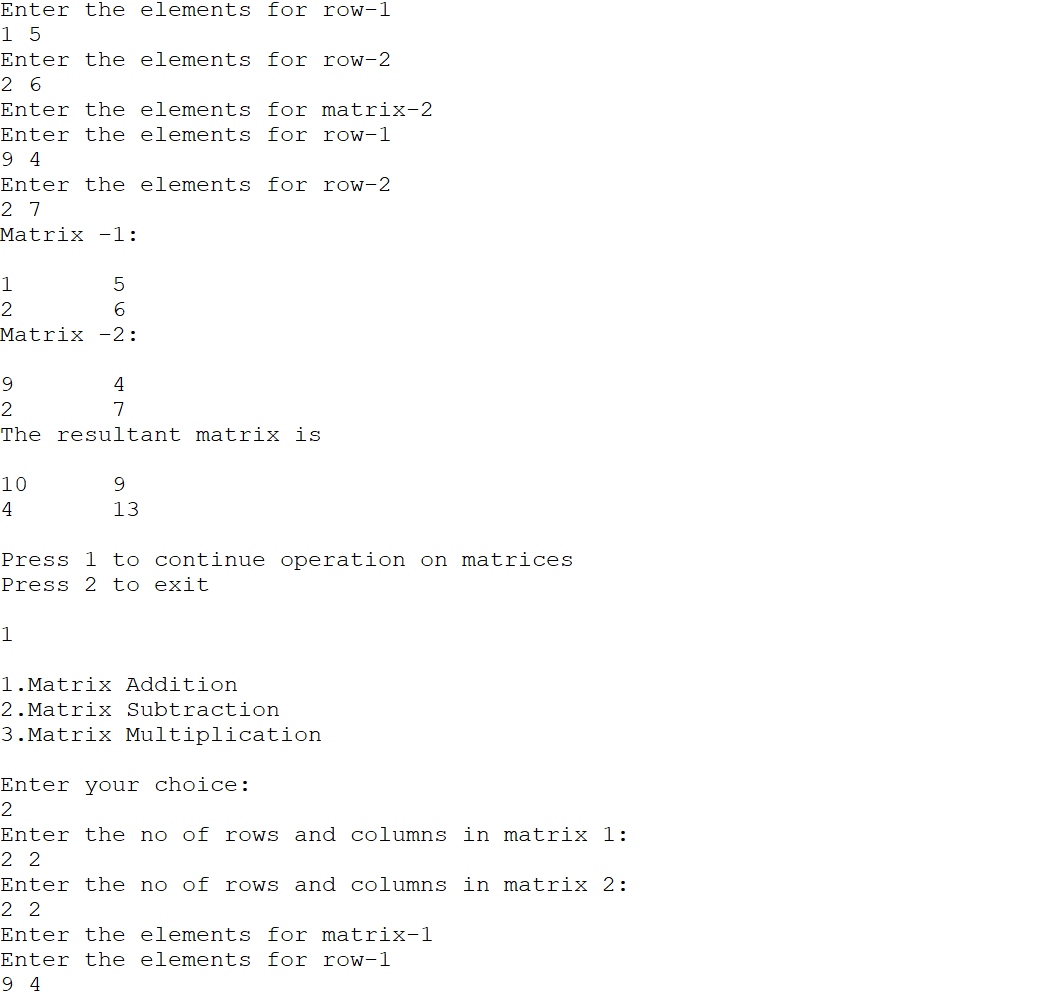 Enter the elements for row-1
1 5
Enter the elements for row-2
2 6
Enter the elements for matrix-2
Enter the elements for row-1
9 4
Enter the elements for row-2
2 7
Matrix -1:
1 5
2 6
Matrix -2:
9 4
2 7
The resultant matrix is
10 9
4 13
Press 1 to continue operation on matrices
Press 2 to exit
1
1.Matrix Addition
2.Matrix Subtraction
3.Matrix Multiplication
Enter your choice:
2
Enter the no of rows and columns in matrix 1:
2 2
Enter the no of rows and columns in matrix 2:
2 2
Enter the elements for matrix-1
Enter the elements for row-1
9 4